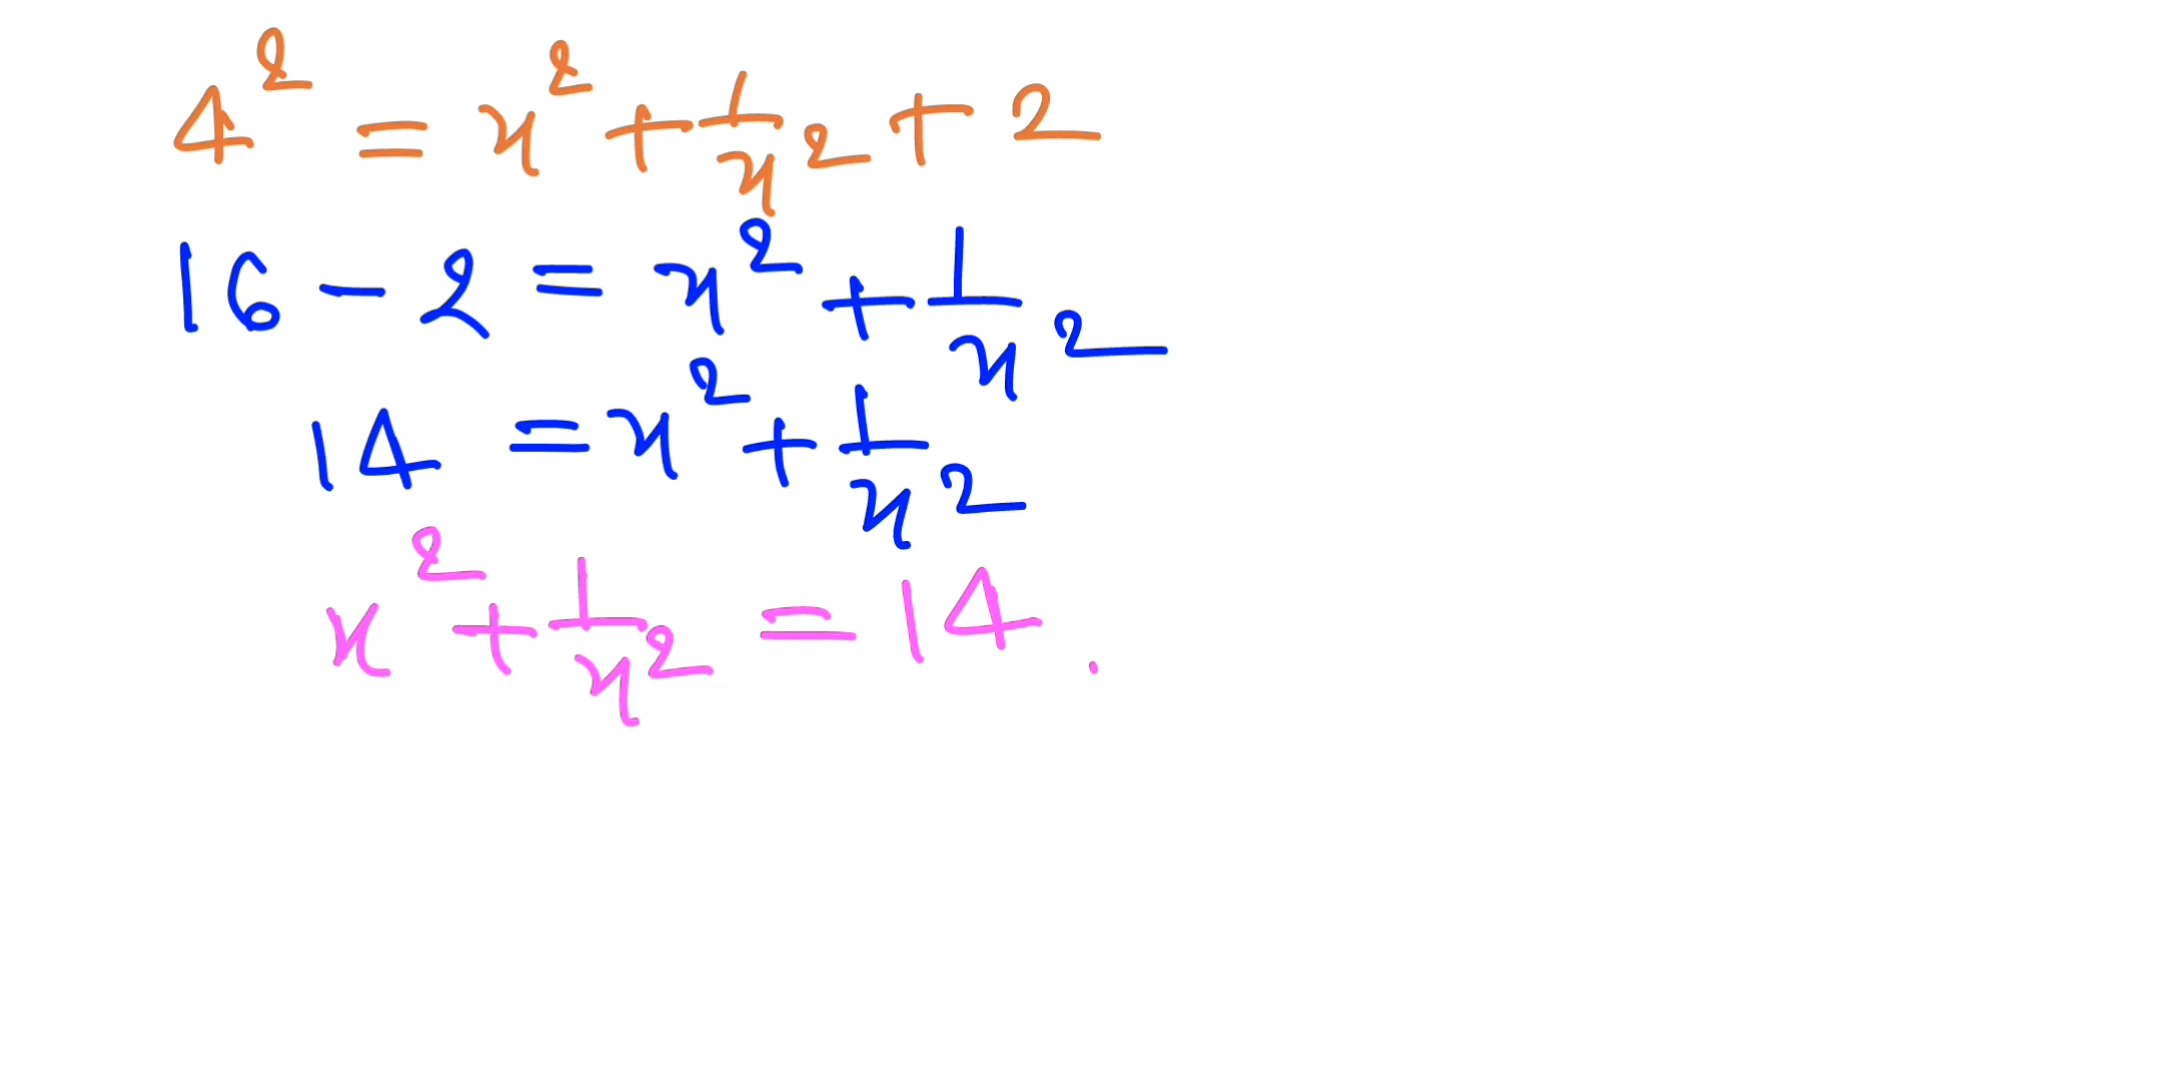 4² = x² + 1/x² + 2
16 - 2 = x² + 1/x²
14 = x² + 1/x²
x² + 1/x² = 14.